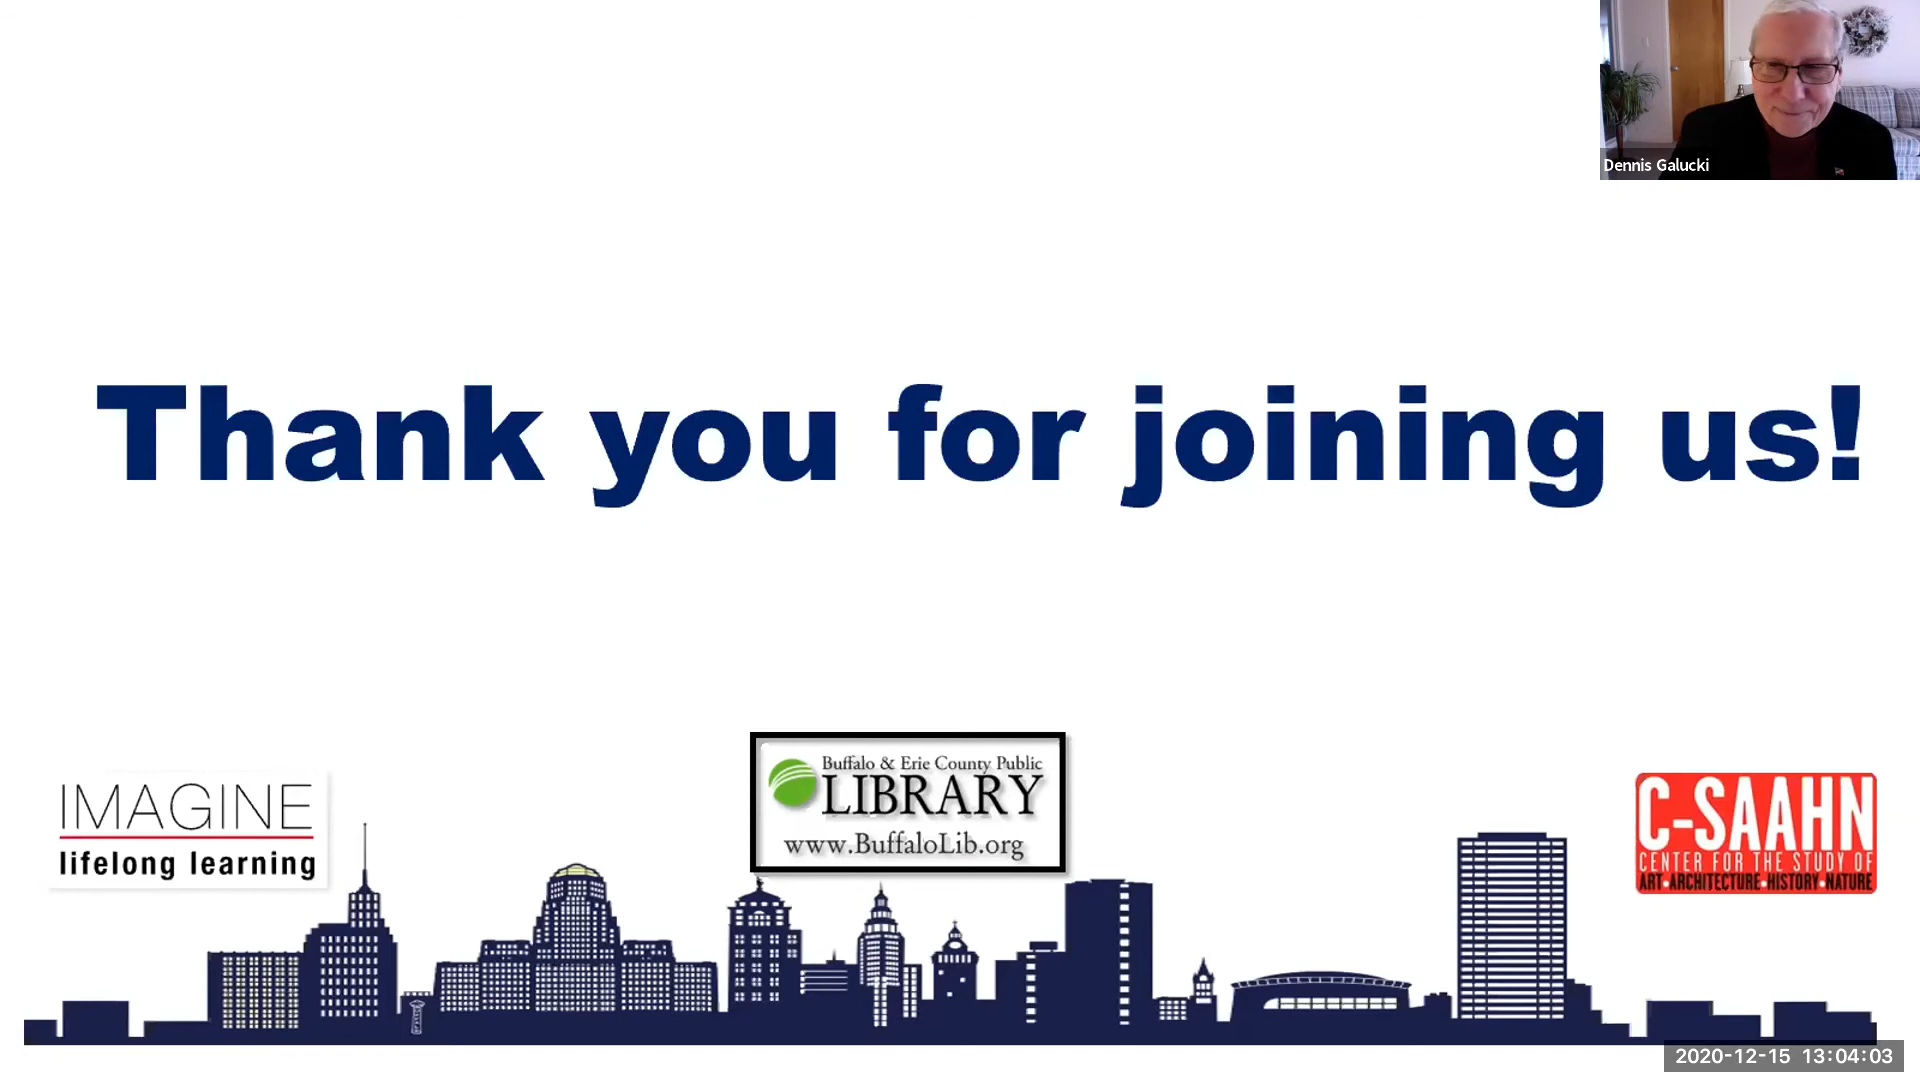 Dennis Galucki
Thank you for joining us!
Buffalo & Erie County Public
LIBRARY
www.BuffaloLib.org
IMAGINE
lifelong learning
C-SAAHN
CENTER FOR THE STUDY OF
ART•ARCHITECTURE•HISTORY•NATURE
2020-12-15 13:04:03